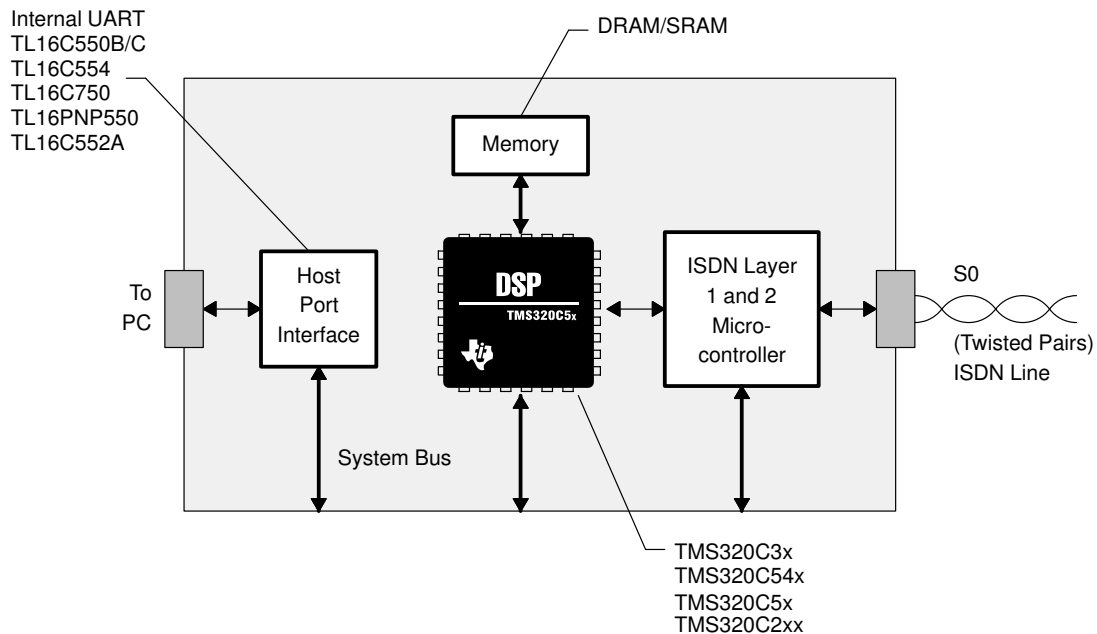 Internal UART
TL16C550B/C
TL16C554
TL16C750
TL16PNP550
TL16C552A
DRAM/SRAM
Memory
To
PC
Host
Port
Interface
DSP
TMS320C5x
ISDN Layer
1 and 2
Micro-
controller
S0
(Twisted Pairs)
ISDN Line
System Bus
TMS320C3x
TMS320C54x
TMS320C5x
TMS320C2xx